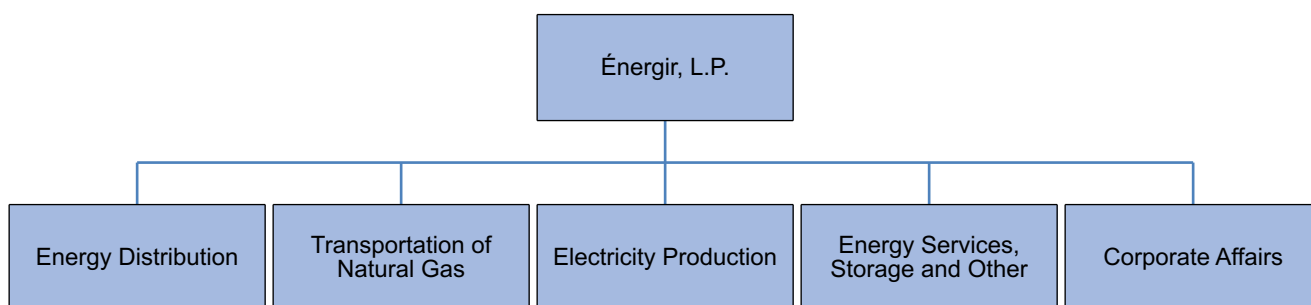 Énergir, L.P.
Energy Distribution
Transportation of
Natural Gas
Electricity Production
Energy Services,
Storage and Other
Corporate Affairs